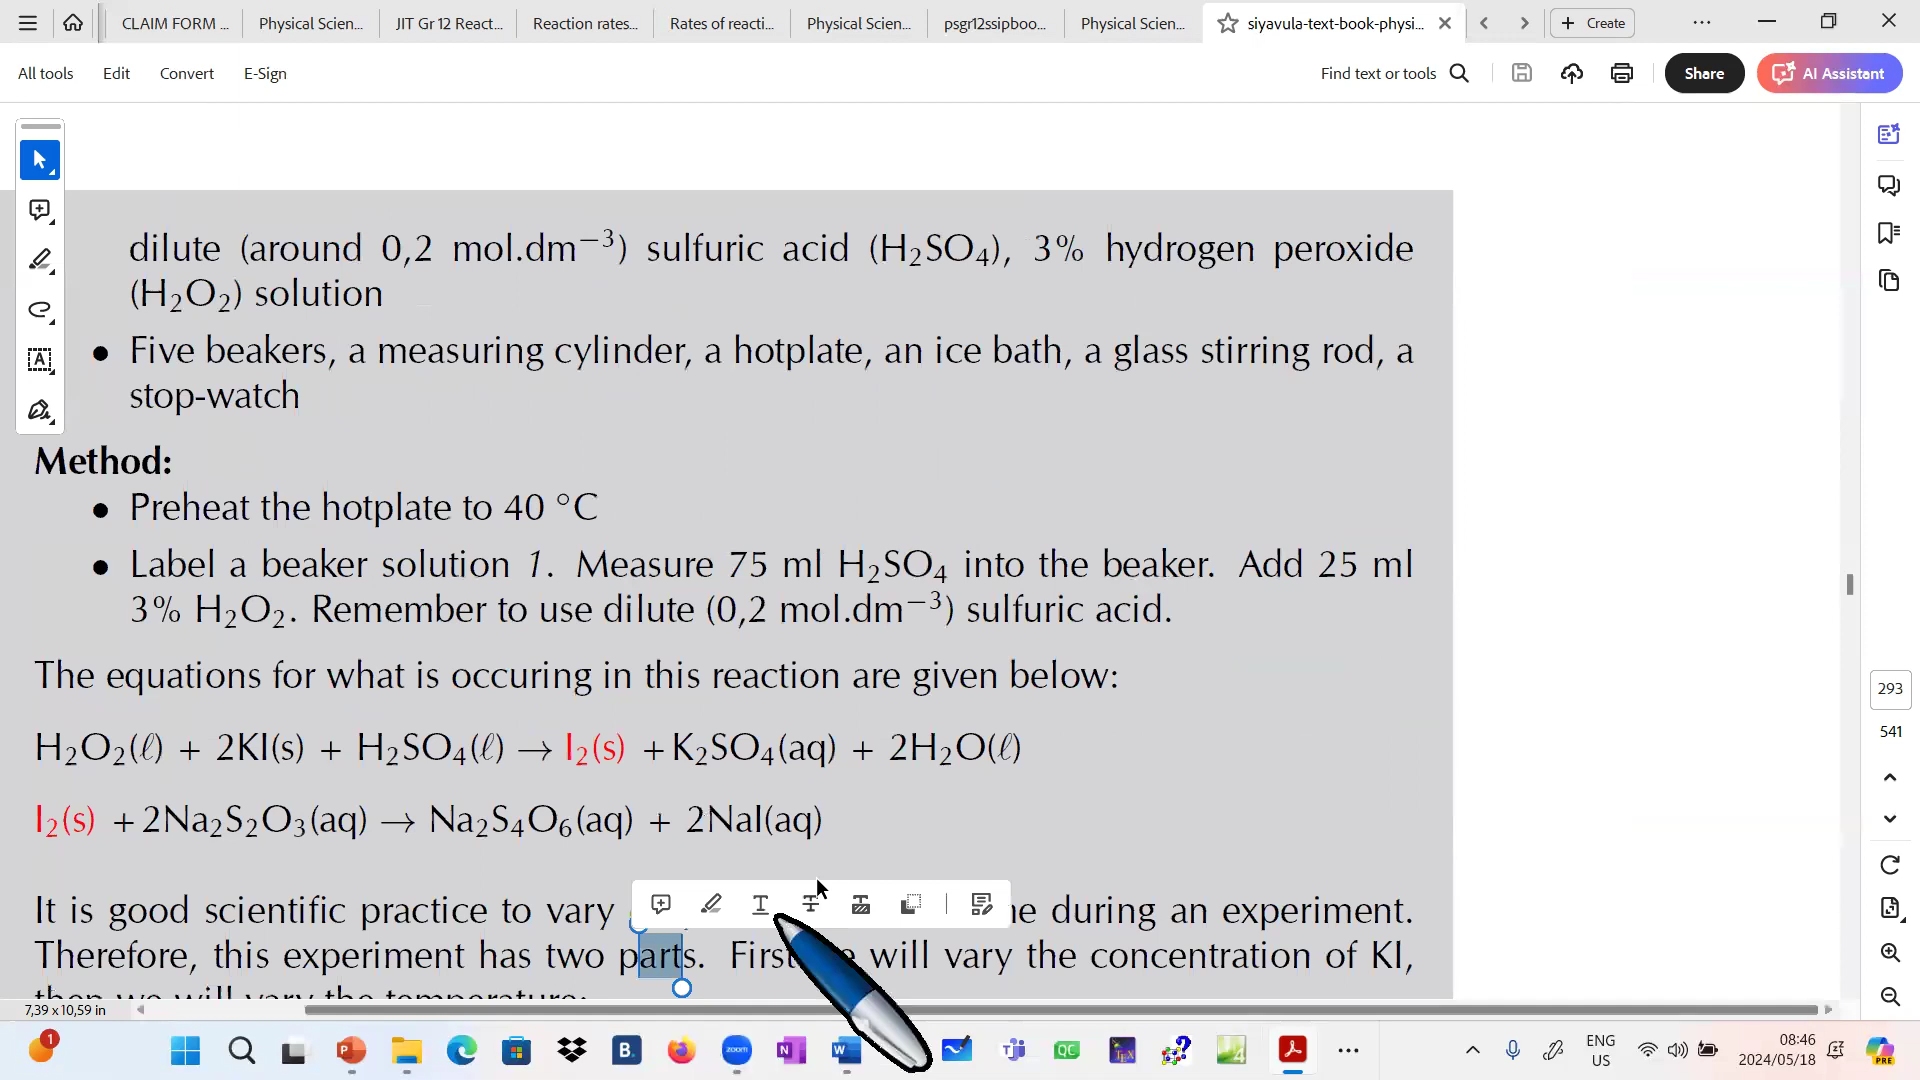 CLAIM FORM ...
Physical Scien...
JIT Gr 12 React...
Reaction rates...
Rates of reacti...
Physical Scien...
psgr12ssipboo...
Physical Scien...
siyavula-text-book-physi...
Create
All tools
Edit
Convert
E-Sign
Find text or tools
Share
AI Assistant
dilute (around 0,2 mol.dm⁻³) sulfuric acid (H₂SO₄), 3% hydrogen peroxide
(H₂O₂) solution
• Five beakers, a measuring cylinder, a hotplate, an ice bath, a glass stirring rod, a
stop-watch
Method:
• Preheat the hotplate to 40 °C
• Label a beaker solution 1. Measure 75 ml H₂SO₄ into the beaker. Add 25 ml
3% H₂O₂. Remember to use dilute (0,2 mol.dm⁻³) sulfuric acid.
The equations for what is occuring in this reaction are given below:
H₂O₂(ℓ) + 2KI(s) + H₂SO₄(ℓ) → I₂(s) +K₂SO₄(aq) + 2H₂O(ℓ)
I₂(s) +2Na₂S₂O₃(aq) → Na₂S₄O₆(aq) + 2NaI(aq)
It is good scientific practice to vary during an experiment.
Therefore, this experiment has two parts. First we will vary the concentration of KI,
then we will vary the temperature:
293
541
7,39 x 10,59 in
1
ENG
US
08:46
2024/05/18